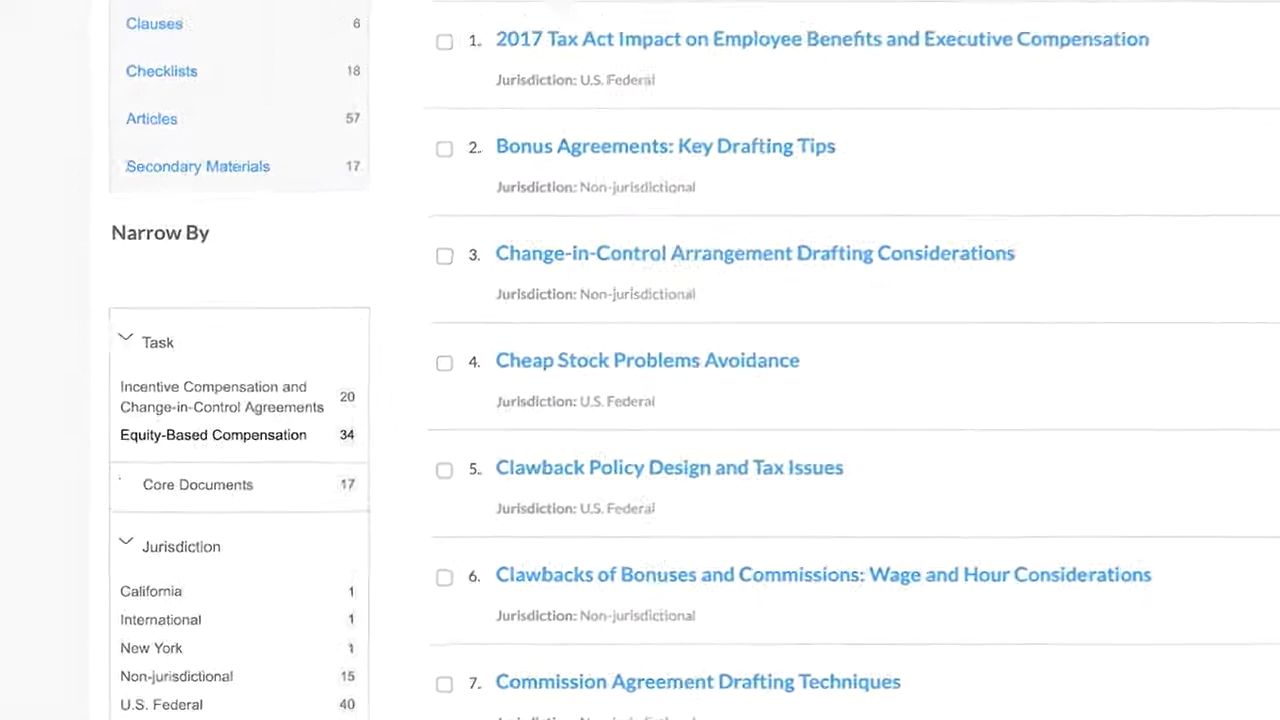 Clauses 6
Checklists 18
Articles 57
Secondary Materials 17
Narrow By
Task
Incentive Compensation and
Change-in-Control Agreements 20
Equity-Based Compensation 34
Core Documents 17
Jurisdiction
California 1
International 1
New York 1
Non-jurisdictional 15
U.S. Federal 40
1. 2017 Tax Act Impact on Employee Benefits and Executive Compensation
Jurisdiction: U.S. Federal
2. Bonus Agreements: Key Drafting Tips
Jurisdiction: Non-jurisdictional
3. Change-in-Control Arrangement Drafting Considerations
Jurisdiction: Non-jurisdictional
4. Cheap Stock Problems Avoidance
Jurisdiction: U.S. Federal
5. Clawback Policy Design and Tax Issues
Jurisdiction: U.S. Federal
6. Clawbacks of Bonuses and Commissions: Wage and Hour Considerations
Jurisdiction: Non-jurisdictional
7. Commission Agreement Drafting Techniques